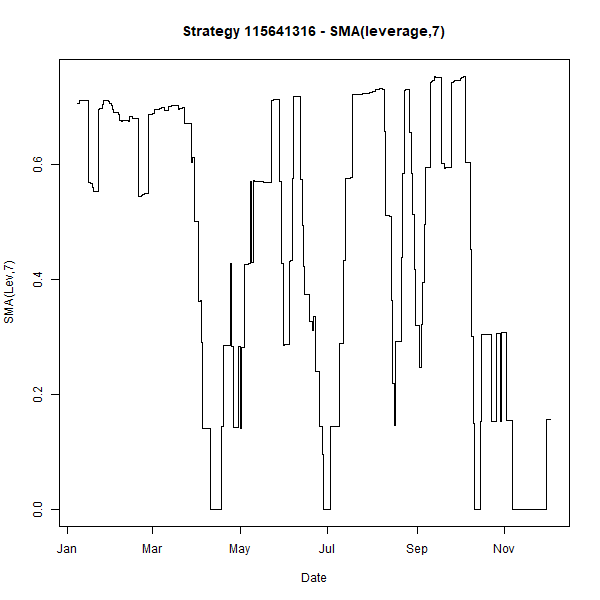 Strategy 115641316 - SMA(leverage,7)
SMA(Lev,7)
0.6
0.4
0.2
0.0
Jan Mar May Jul Sep Nov
Date